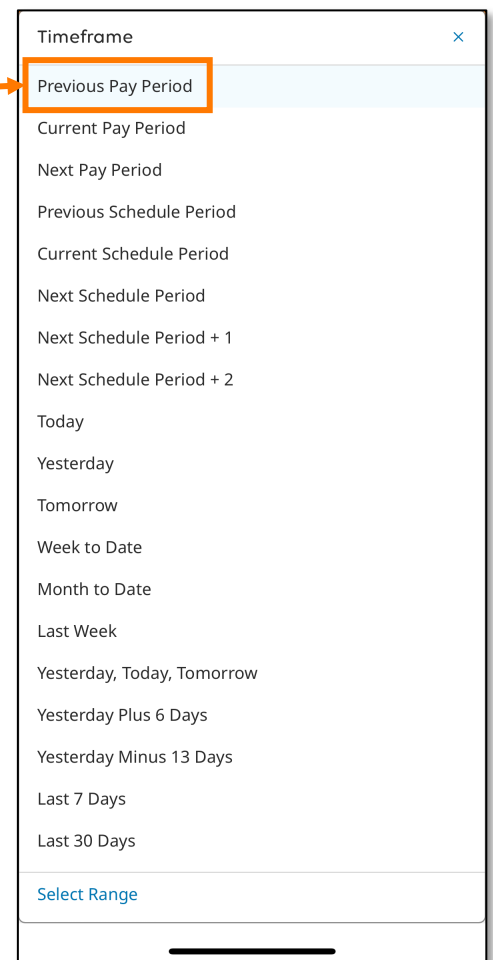 Timeframe
Previous Pay Period
Current Pay Period
Next Pay Period
Previous Schedule Period
Current Schedule Period
Next Schedule Period
Next Schedule Period + 1
Next Schedule Period + 2
Today
Yesterday
Tomorrow
Week to Date
Month to Date
Last Week
Yesterday, Today, Tomorrow
Yesterday Plus 6 Days
Yesterday Minus 13 Days
Last 7 Days
Last 30 Days
Select Range